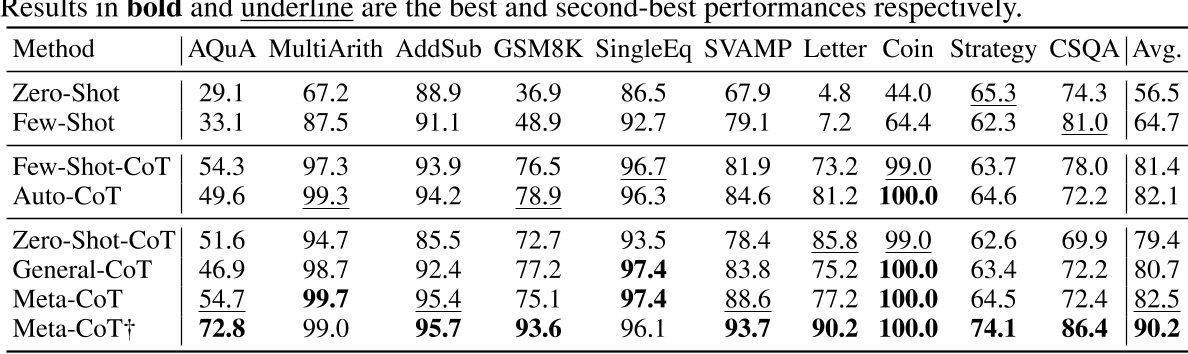 Results in bold and underline are the best and second-best performances respectively.
Method AQuA MultiArith AddSub GSM8K SingleEq SVAMP Letter Coin Strategy CSQA Avg.
Zero-Shot 29.1 67.2 88.9 36.9 86.5 67.9 4.8 44.0 65.3 74.3 56.5
Few-Shot 33.1 87.5 91.1 48.9 92.7 79.1 7.2 64.4 62.3 81.0 64.7
Few-Shot-CoT 54.3 97.3 93.9 76.5 96.7 81.9 73.2 99.0 63.7 78.0 81.4
Auto-CoT 49.6 99.3 94.2 78.9 96.3 84.6 81.2 100.0 64.6 72.2 82.1
Zero-Shot-CoT 51.6 94.7 85.5 72.7 93.5 78.4 85.8 99.0 62.6 69.9 79.4
General-CoT 46.9 98.7 92.4 77.2 97.4 83.8 75.2 100.0 63.4 72.2 80.7
Meta-CoT 54.7 99.7 95.4 75.1 97.4 88.6 77.2 100.0 64.5 72.4 82.5
Meta-CoT† 72.8 99.0 95.7 93.6 96.1 93.7 90.2 100.0 74.1 86.4 90.2